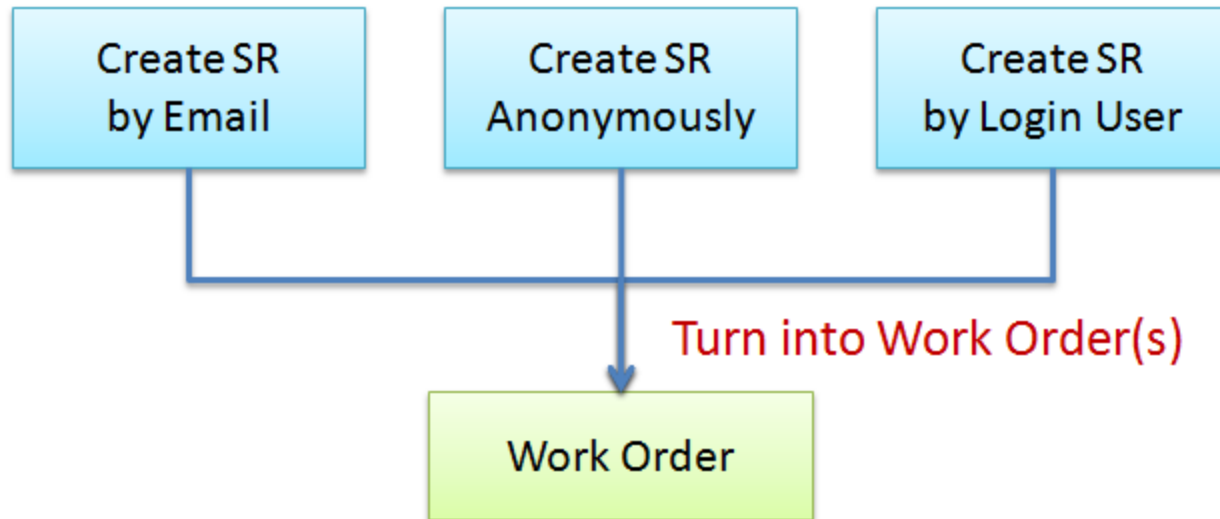 Create SR
by Email
Create SR
Anonymously
Create SR
by Login User
Turn into Work Order(s)
Work Order